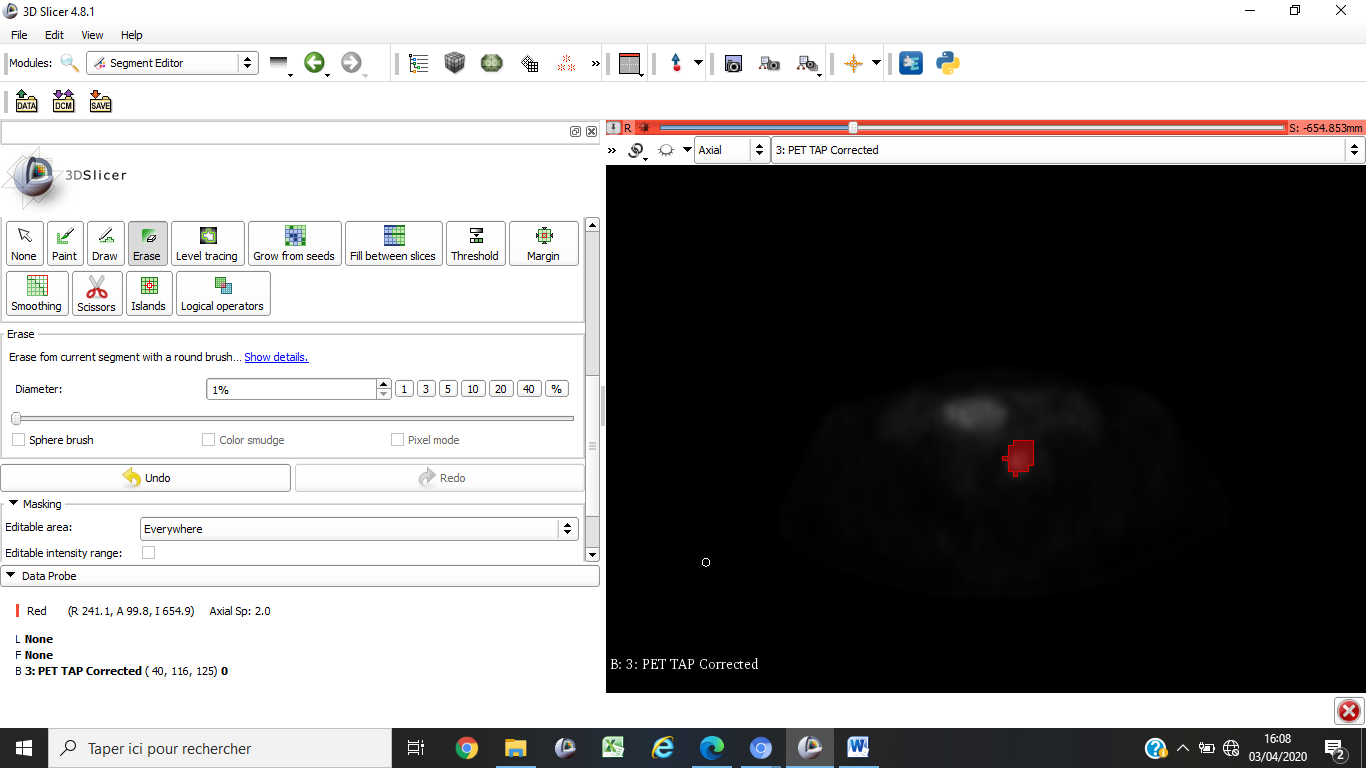 3D Slicer 4.8.1
File Edit View Help
Modules: Segment Editor »
DATA DCM SAVE
R S: -654.853mm
» Axial 3: PET TAP Corrected
3DSlicer
None Paint Draw Erase Level tracing Grow from seeds Fill between slices Threshold Margin
Smoothing Scissors Islands Logical operators
Erase
Erase fom current segment with a round brush... Show details.
Diameter: 1% 1 3 5 10 20 40 %
Sphere brush Color smudge Pixel mode
Undo Redo
Masking
Editable area: Everywhere
Editable intensity range:
Data Probe
Red (R 241.1, A 99.8, I 654.9) Axial Sp: 2.0
L None
F None
B 3: PET TAP Corrected ( 40, 116, 125) 0
B: 3: PET TAP Corrected
Taper ici pour rechercher
16:08
03/04/2020
2